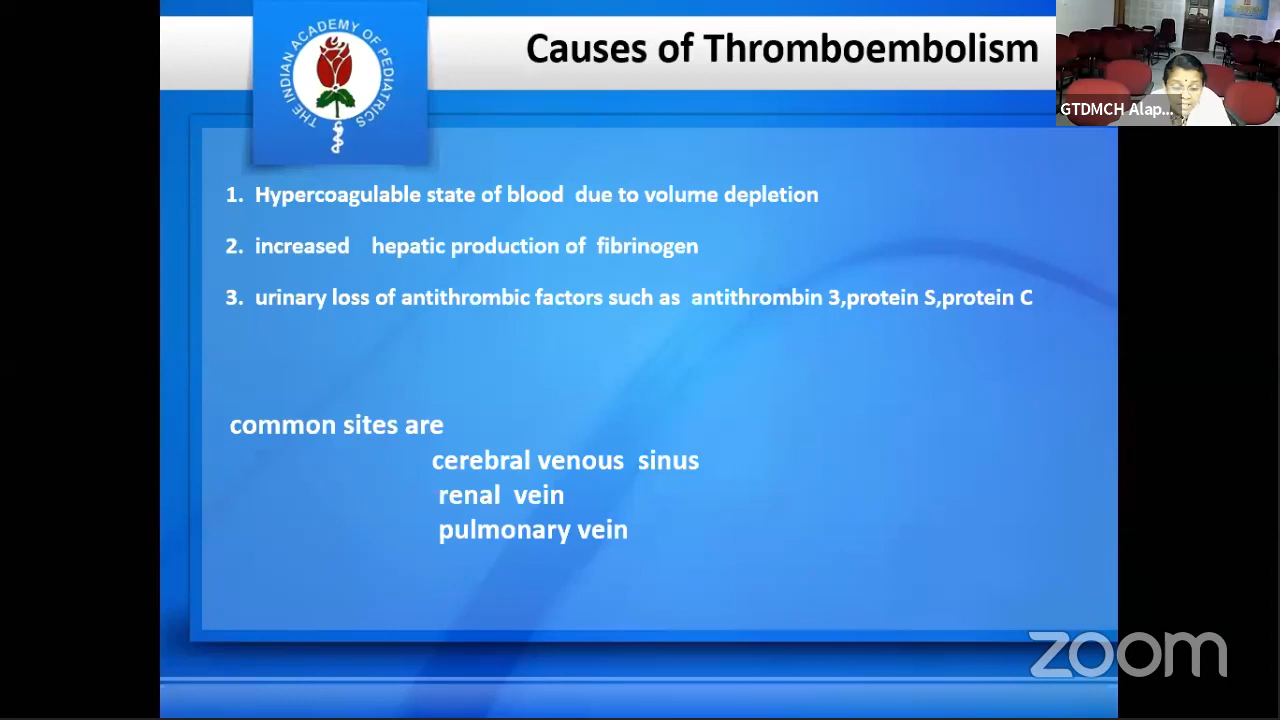 THE INDIAN ACADEMY OF PEDIATRICS
Causes of Thromboembolism
GTDMCH Alap...
1. Hypercoagulable state of blood due to volume depletion
2. increased hepatic production of fibrinogen
3. urinary loss of antithrombic factors such as antithrombin 3,protein S,protein C
common sites are
cerebral venous sinus
renal vein
pulmonary vein
zoom